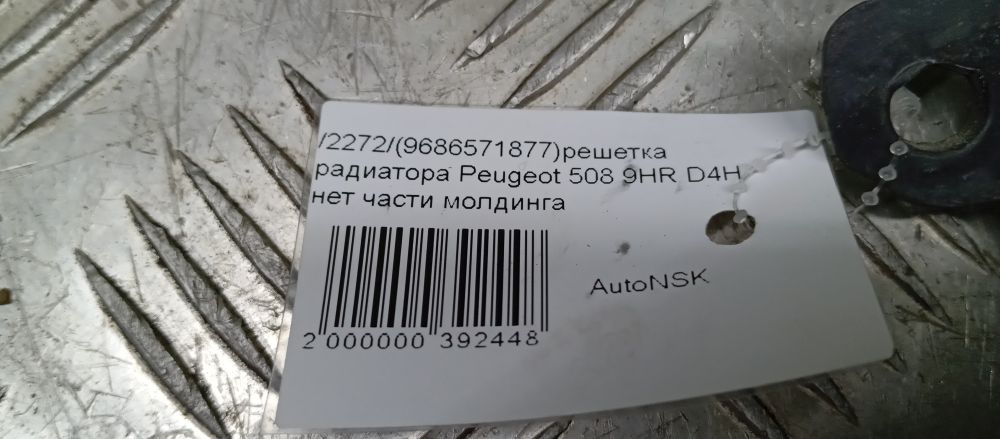 /2272/(9686571877)решетка
радиатора Peugeot 508 9HR D4H
нет части молдинга
AutoNSK
2 000000 392448